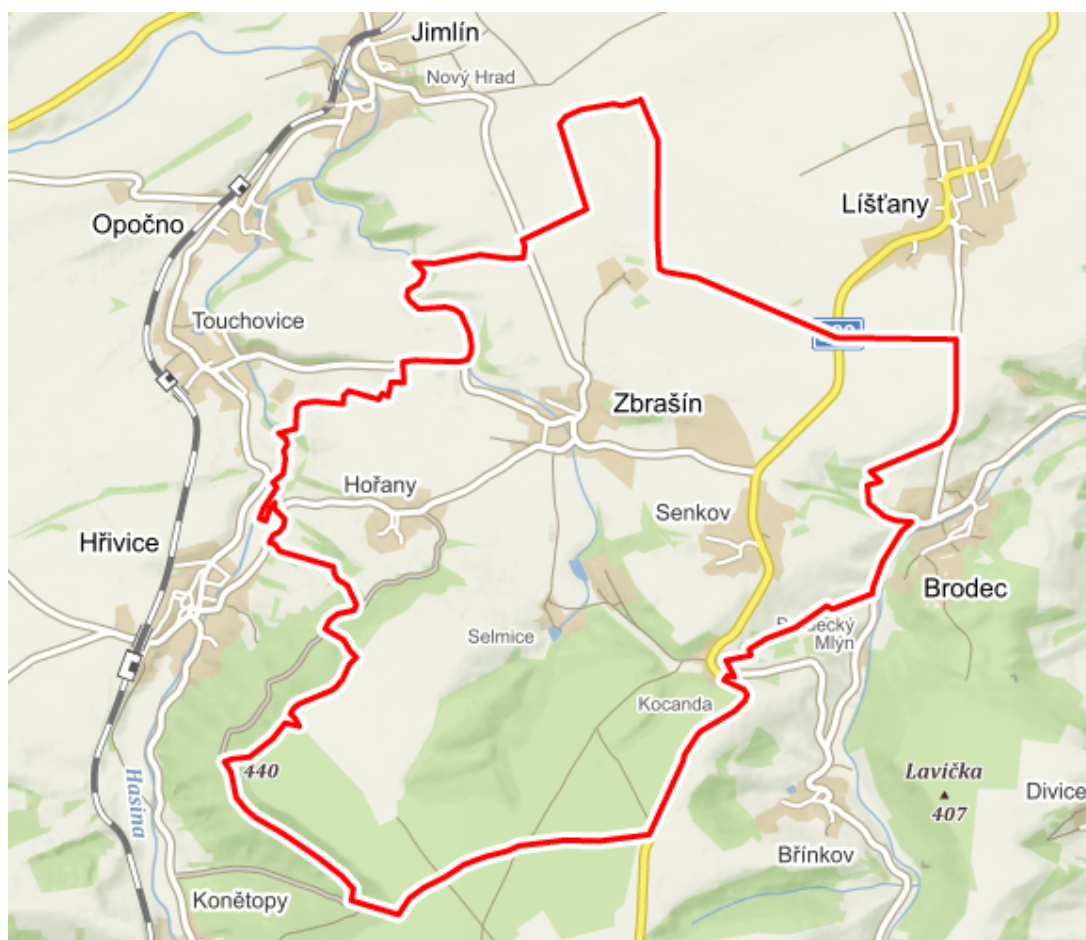 Jimlín
Nový Hrad
Líšťany
Opočno
Touchovice
Zbrašín
Hořany
Senkov
Hřivice
Brodec
Selmice
Mlýn
Kocanda
440
Lavička
407
Divice
Hasina
Břínkov
Konětopy